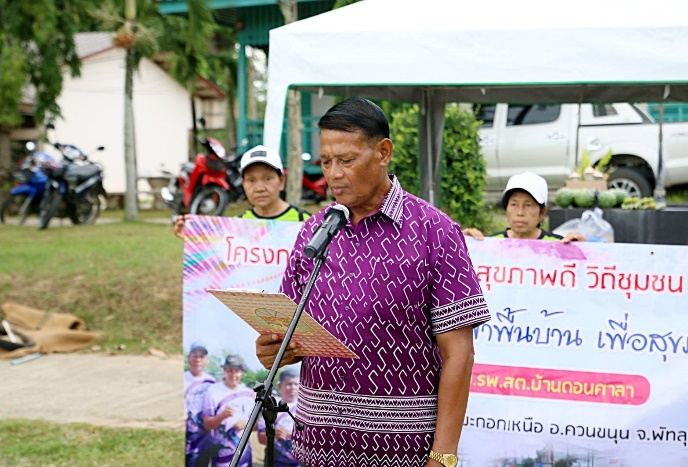 โครงก สุขภาพดี วิถีชุมชน
พื้นบ้าน เพื่อสุข
รพ.สต.บ้านดอนศาลา
มะกอกเหนือ อ.ควนขนุน จ.พัทลุ